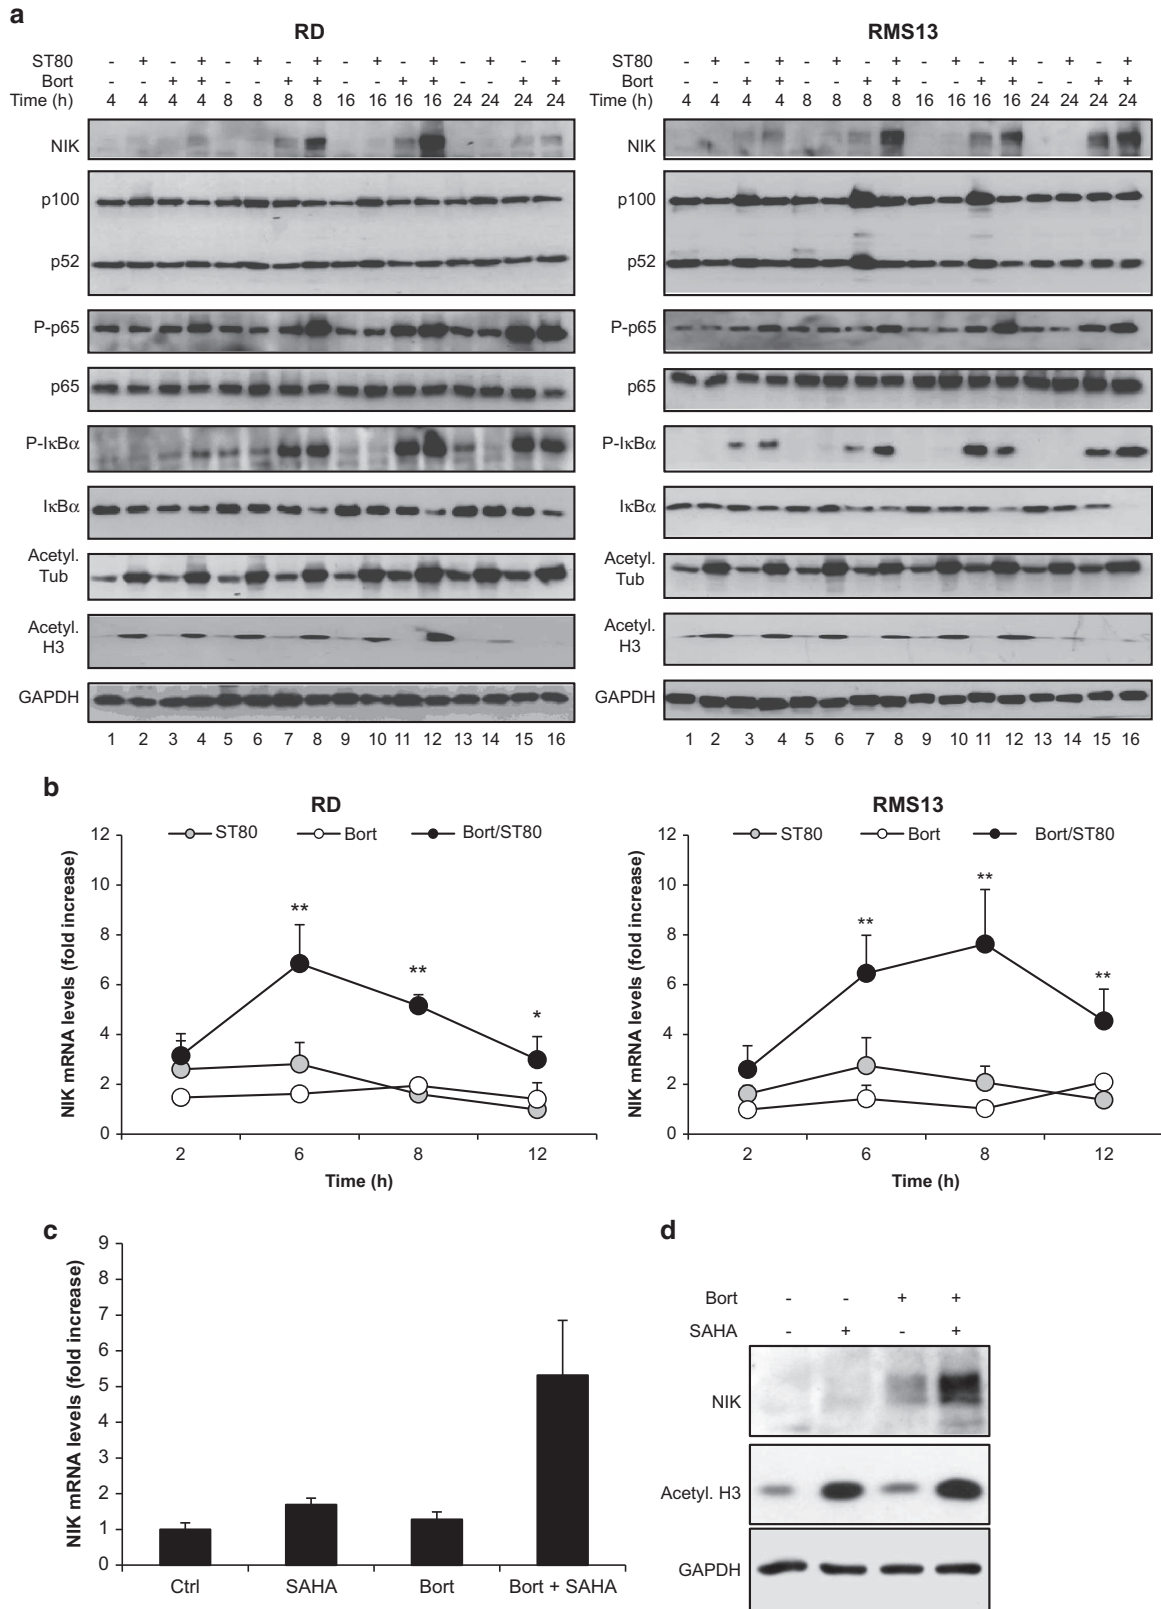 a
RD
ST80 - + - + - + - + - + - + - + - +
Bort - - + + - - + + - - + + - - + +
Time (h) 4 4 4 4 8 8 8 8 16 16 16 16 24 24 24 24
NIK
p100
p52
P-p65
p65
P-IκBα
IκBα
Acetyl.
Tub
Acetyl.
H3
GAPDH
1 2 3 4 5 6 7 8 9 10 11 12 13 14 15 16
RMS13
ST80 - + - + - + - + - + - + - + - +
Bort - - + + - - + + - - + + - - + +
Time (h) 4 4 4 4 8 8 8 8 16 16 16 16 24 24 24 24
NIK
p100
p52
P-p65
p65
P-IκBα
IκBα
Acetyl.
Tub
Acetyl.
H3
GAPDH
1 2 3 4 5 6 7 8 9 10 11 12 13 14 15 16
b
RD
ST80 Bort Bort/ST80
NIK mRNA levels (fold increase)
12
10
8
6
4
2
0
**
**
*
2 6 8 12
Time (h)
RMS13
ST80 Bort Bort/ST80
NIK mRNA levels (fold increase)
12
10
8
6
4
2
0
**
**
**
2 6 8 12
Time (h)
c
NIK mRNA levels (fold increase)
9
8
7
6
5
4
3
2
1
0
Ctrl SAHA Bort Bort + SAHA
d
Bort - - + +
SAHA - + - +
NIK
Acetyl. H3
GAPDH